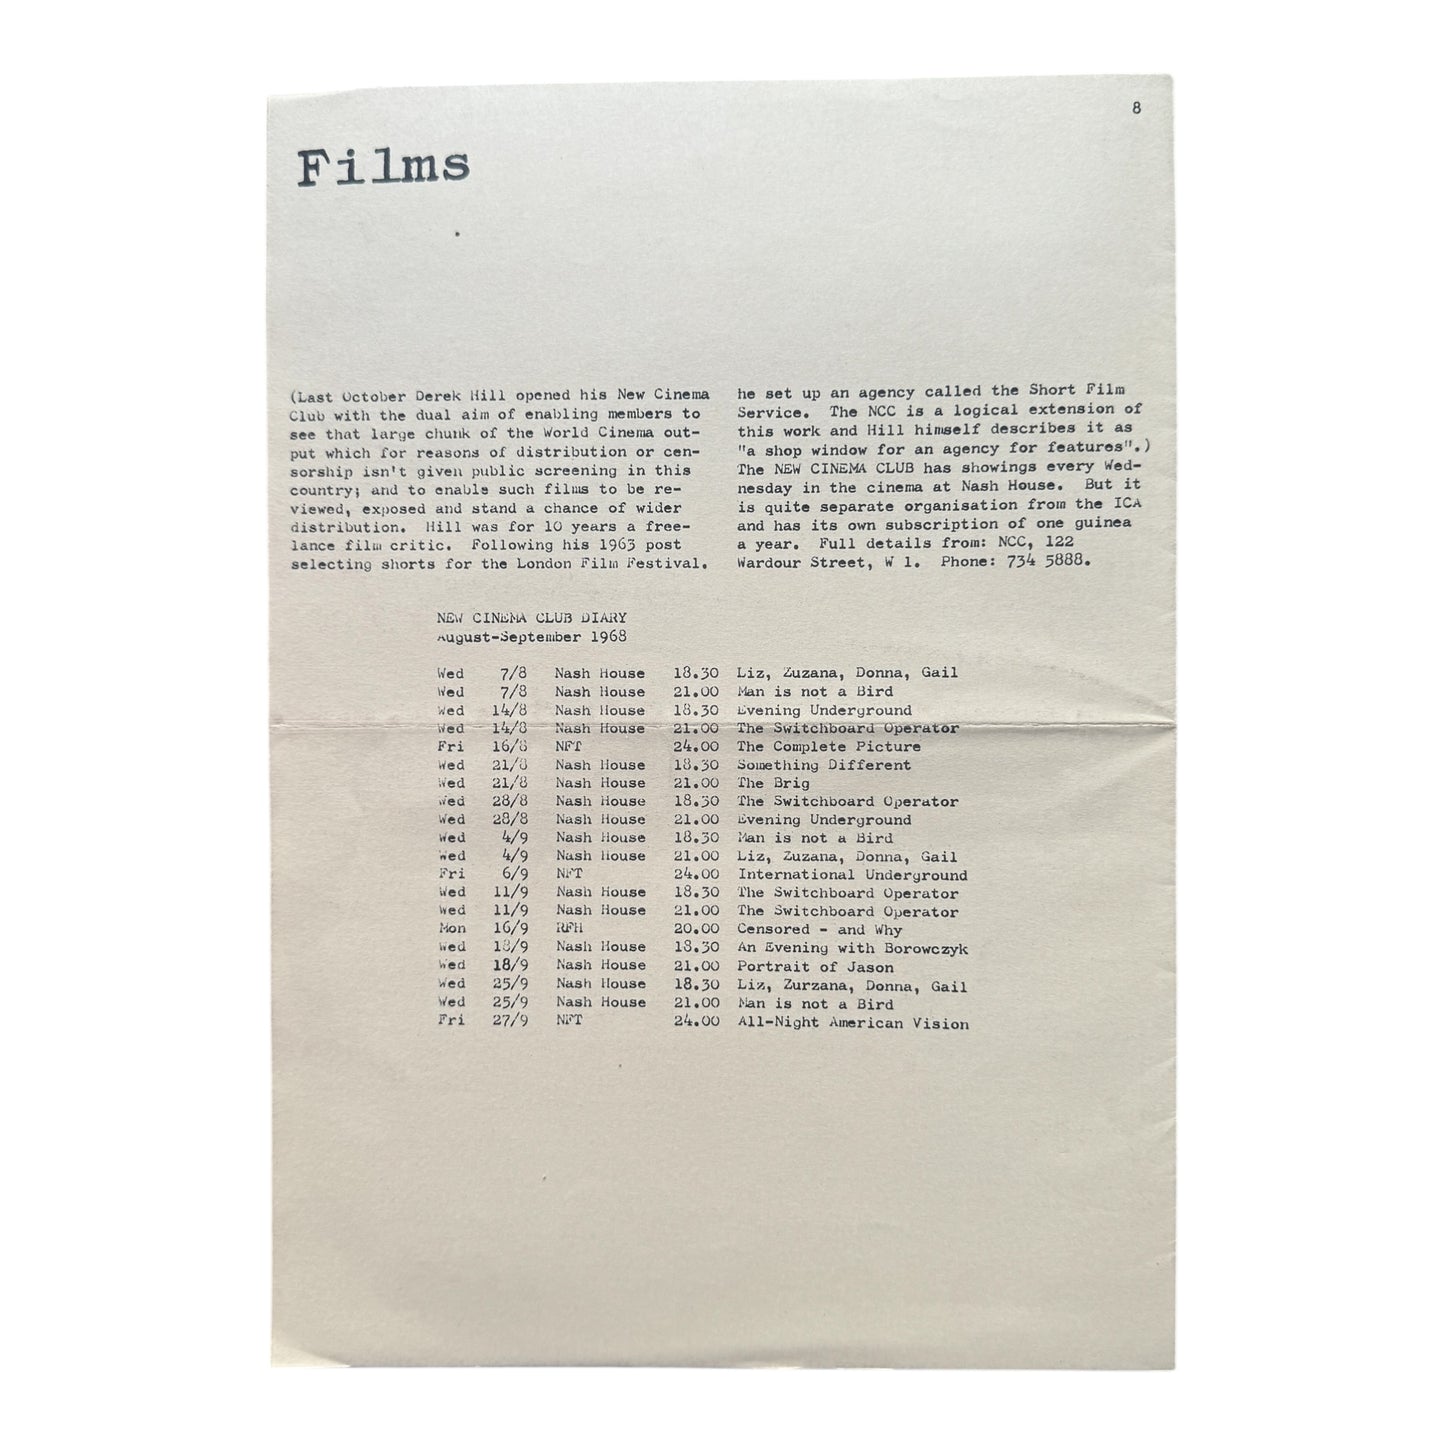 8
Films
(Last October Derek Hill opened his New Cinema
Club with the dual aim of enabling members to
see that large chunk of the World Cinema out-
put which for reasons of distribution or cen-
sorship isn't given public screening in this
country; and to enable such films to be re-
viewed, exposed and stand a chance of wider
distribution. Hill was for 10 years a free-
lance film critic. Following his 1963 post
selecting shorts for the London Film Festival.
he set up an agency called the Short Film
Service. The NCC is a logical extension of
this work and Hill himself describes it as
"a shop window for an agency for features".)
The NEW CINEMA CLUB has showings every Wed-
nesday in the cinema at Nash House. But it
is quite separate organisation from the ICA
and has its own subscription of one guinea
a year. Full details from: NCC, 122
Wardour Street, W 1. Phone: 734 5888.
NEW CINEMA CLUB DIARY
August-September 1968
Wed 7/8 Nash House 18.30 Liz, Zuzana, Donna, Gail
Wed 7/8 Nash House 21.00 Man is not a Bird
Wed 14/8 Nash House 18.30 Evening Underground
Wed 14/8 Nash House 21.00 The Switchboard Operator
Fri 16/8 NFT 24.00 The Complete Picture
Wed 21/8 Nash House 18.30 Something Different
Wed 21/8 Nash House 21.00 The Brig
Wed 28/8 Nash House 18.30 The Switchboard Operator
Wed 28/8 Nash House 21.00 Evening Underground
Wed 4/9 Nash House 18.30 Man is not a Bird
Wed 4/9 Nash House 21.00 Liz, Zuzana, Donna, Gail
Fri 6/9 NFT 24.00 International Underground
Wed 11/9 Nash House 18.30 The Switchboard Operator
Wed 11/9 Nash House 21.00 The Switchboard Operator
Mon 16/9 RFH 20.00 Censored - and Why
Wed 18/9 Nash House 18.30 An Evening with Borowczyk
Wed 18/9 Nash House 21.00 Portrait of Jason
Wed 25/9 Nash House 18.30 Liz, Zurzana, Donna, Gail
Wed 25/9 Nash House 21.00 Man is not a Bird
Fri 27/9 NFT 24.00 All-Night American Vision